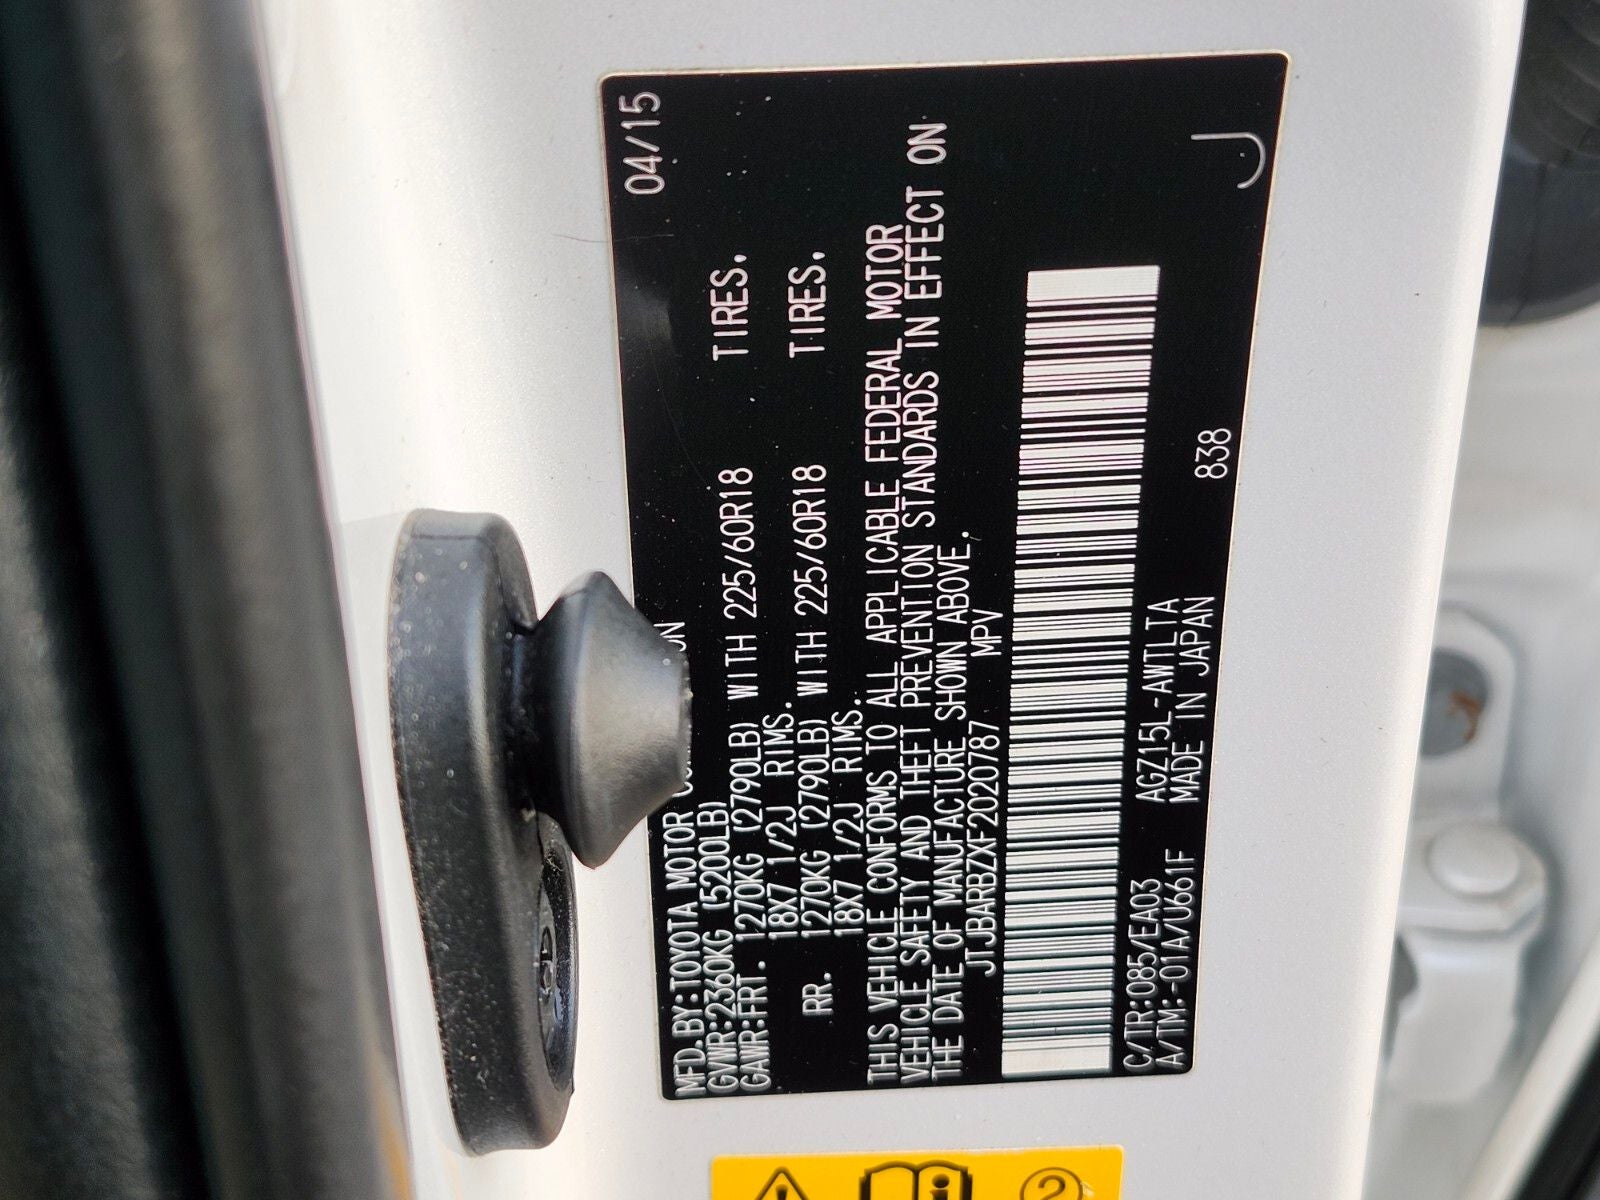 04/15
MFD.BY:TOYOTA MOTOR
GVWR:2360KG (5200LB)
GAWR:FRT. 1270KG (2790LB) WITH 225/60R18 TIRES.
18X7 1/2J RIMS.
RR. 1270KG (2790LB) WITH 225/60R18 TIRES.
18X7 1/2J RIMS.
THIS VEHICLE CONFORMS TO ALL APPLICABLE FEDERAL MOTOR
VEHICLE SAFETY AND THEFT PREVENTION STANDARDS IN EFFECT ON
THE DATE OF MANUFACTURE SHOWN ABOVE.
JTJBARBZXF2020787 MPV
C/TR:085/EA03 AGZ15L-AWTLTA
A/TM:-01A/U661F MADE IN JAPAN 838
J
2